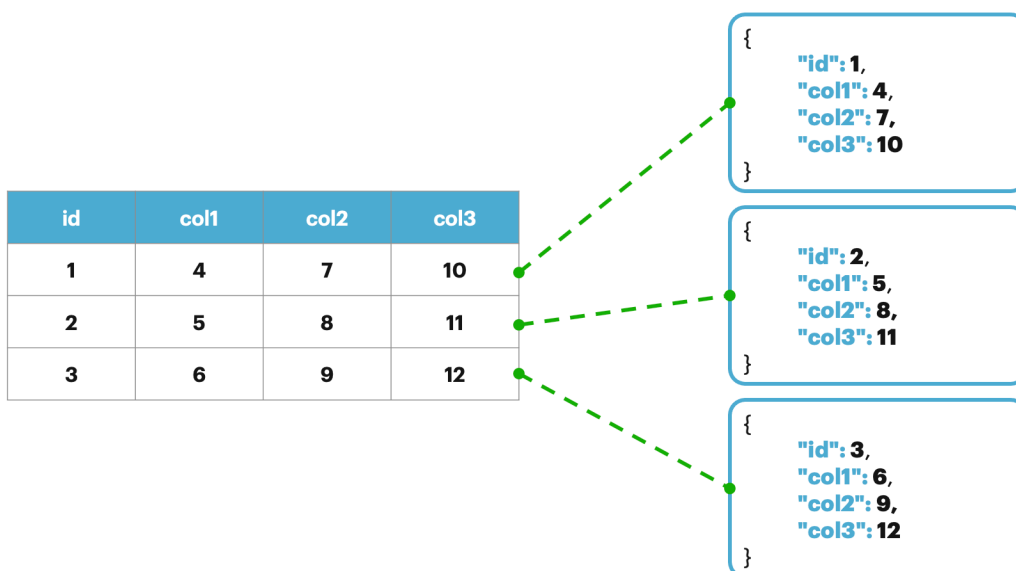 id col1 col2 col3
1 4 7 10
2 5 8 11
3 6 9 12
{
"id": 1,
"col1": 4,
"col2": 7,
"col3": 10
}
{
"id": 2,
"col1": 5,
"col2": 8,
"col3": 11
}
{
"id": 3,
"col1": 6,
"col2": 9,
"col3": 12
}